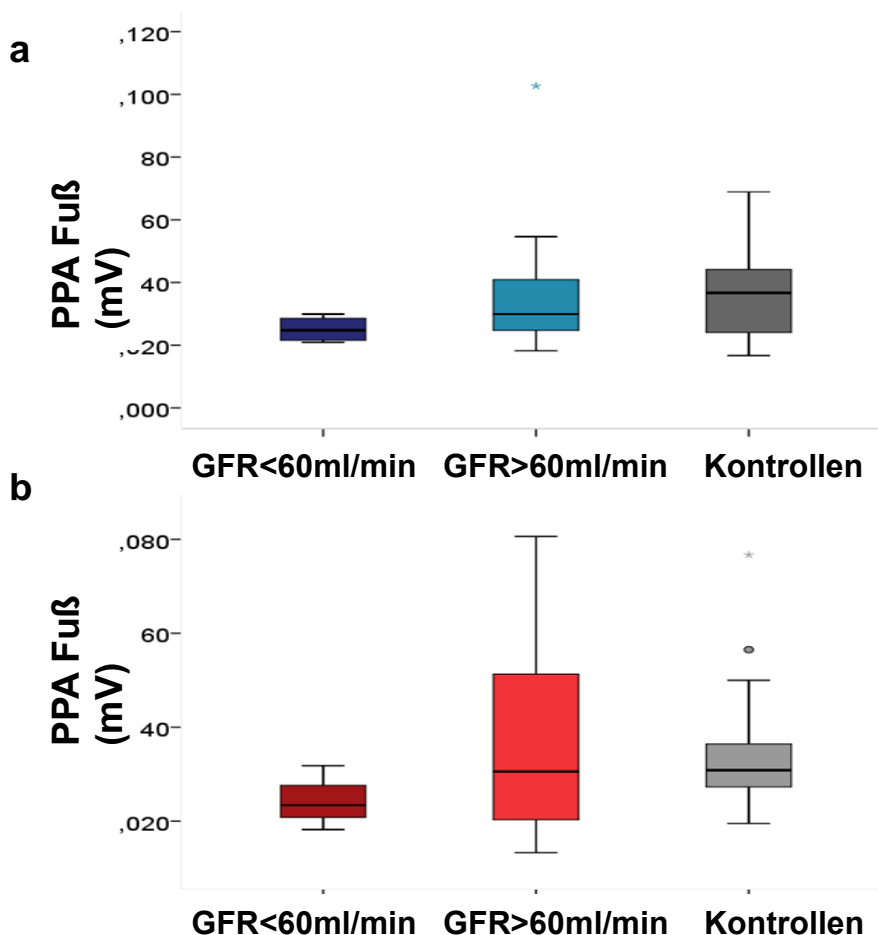 a
PPA Fuß
(mV)
,120
,100
80
60
40
,020
,000
GFR<60ml/min GFR>60ml/min Kontrollen
b
PPA Fuß
(mV)
,080
60
40
,020
GFR<60ml/min GFR>60ml/min Kontrollen